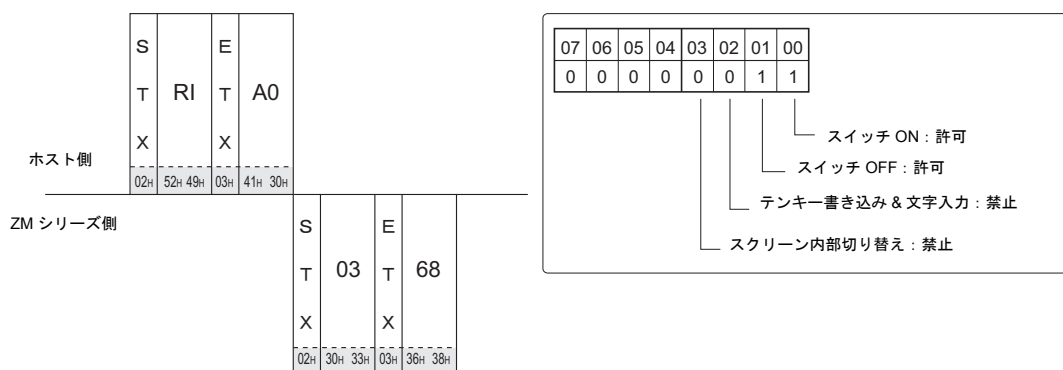 S T X RI E T X A0
ホスト側
02H 52H 49H 03H 41H 30H
ZM シリーズ側
S T X 03 E T X 68
02H 30H 33H 03H 36H 38H
07 06 05 04 03 02 01 00
0 0 0 0 0 0 1 1
スイッチ ON : 許可
スイッチ OFF : 許可
テンキー書き込み & 文字入力 : 禁止
スクリーン内部切り替え : 禁止